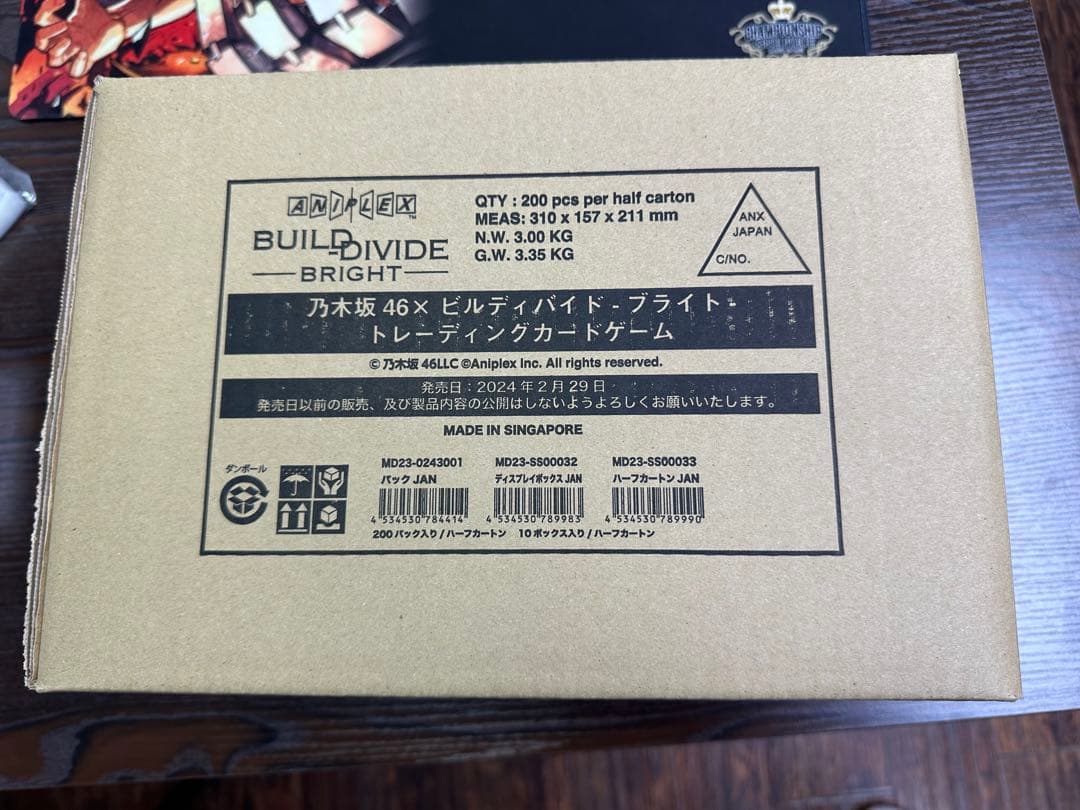 CHAMPIONSHIP
ANIPLEX™
BUILD-DIVIDE
BRIGHT
QTY : 200 pcs per half carton
MEAS: 310 x 157 x 211 mm
N.W. 3.00 KG
G.W. 3.35 KG
ANX
JAPAN
C/NO.
乃木坂 46× ビルディバイド - ブライト -
トレーディングカードゲーム
© 乃木坂 46LLC ©Aniplex Inc. All rights reserved.
発売日：2024 年 2 月 29 日
発売日以前の販売、及び製品内容の公開はしないようよろしくお願いいたします。
MADE IN SINGAPORE
ダンボール
MD23-0243001
パック JAN
4 534530 784414
MD23-SS00032
ディスプレイボックス JAN
4 534530 789983
MD23-SS00033
ハーフカートン JAN
4 534530 789990
200 パック入り / ハーフカートン 10 ボックス入り / ハーフカートン